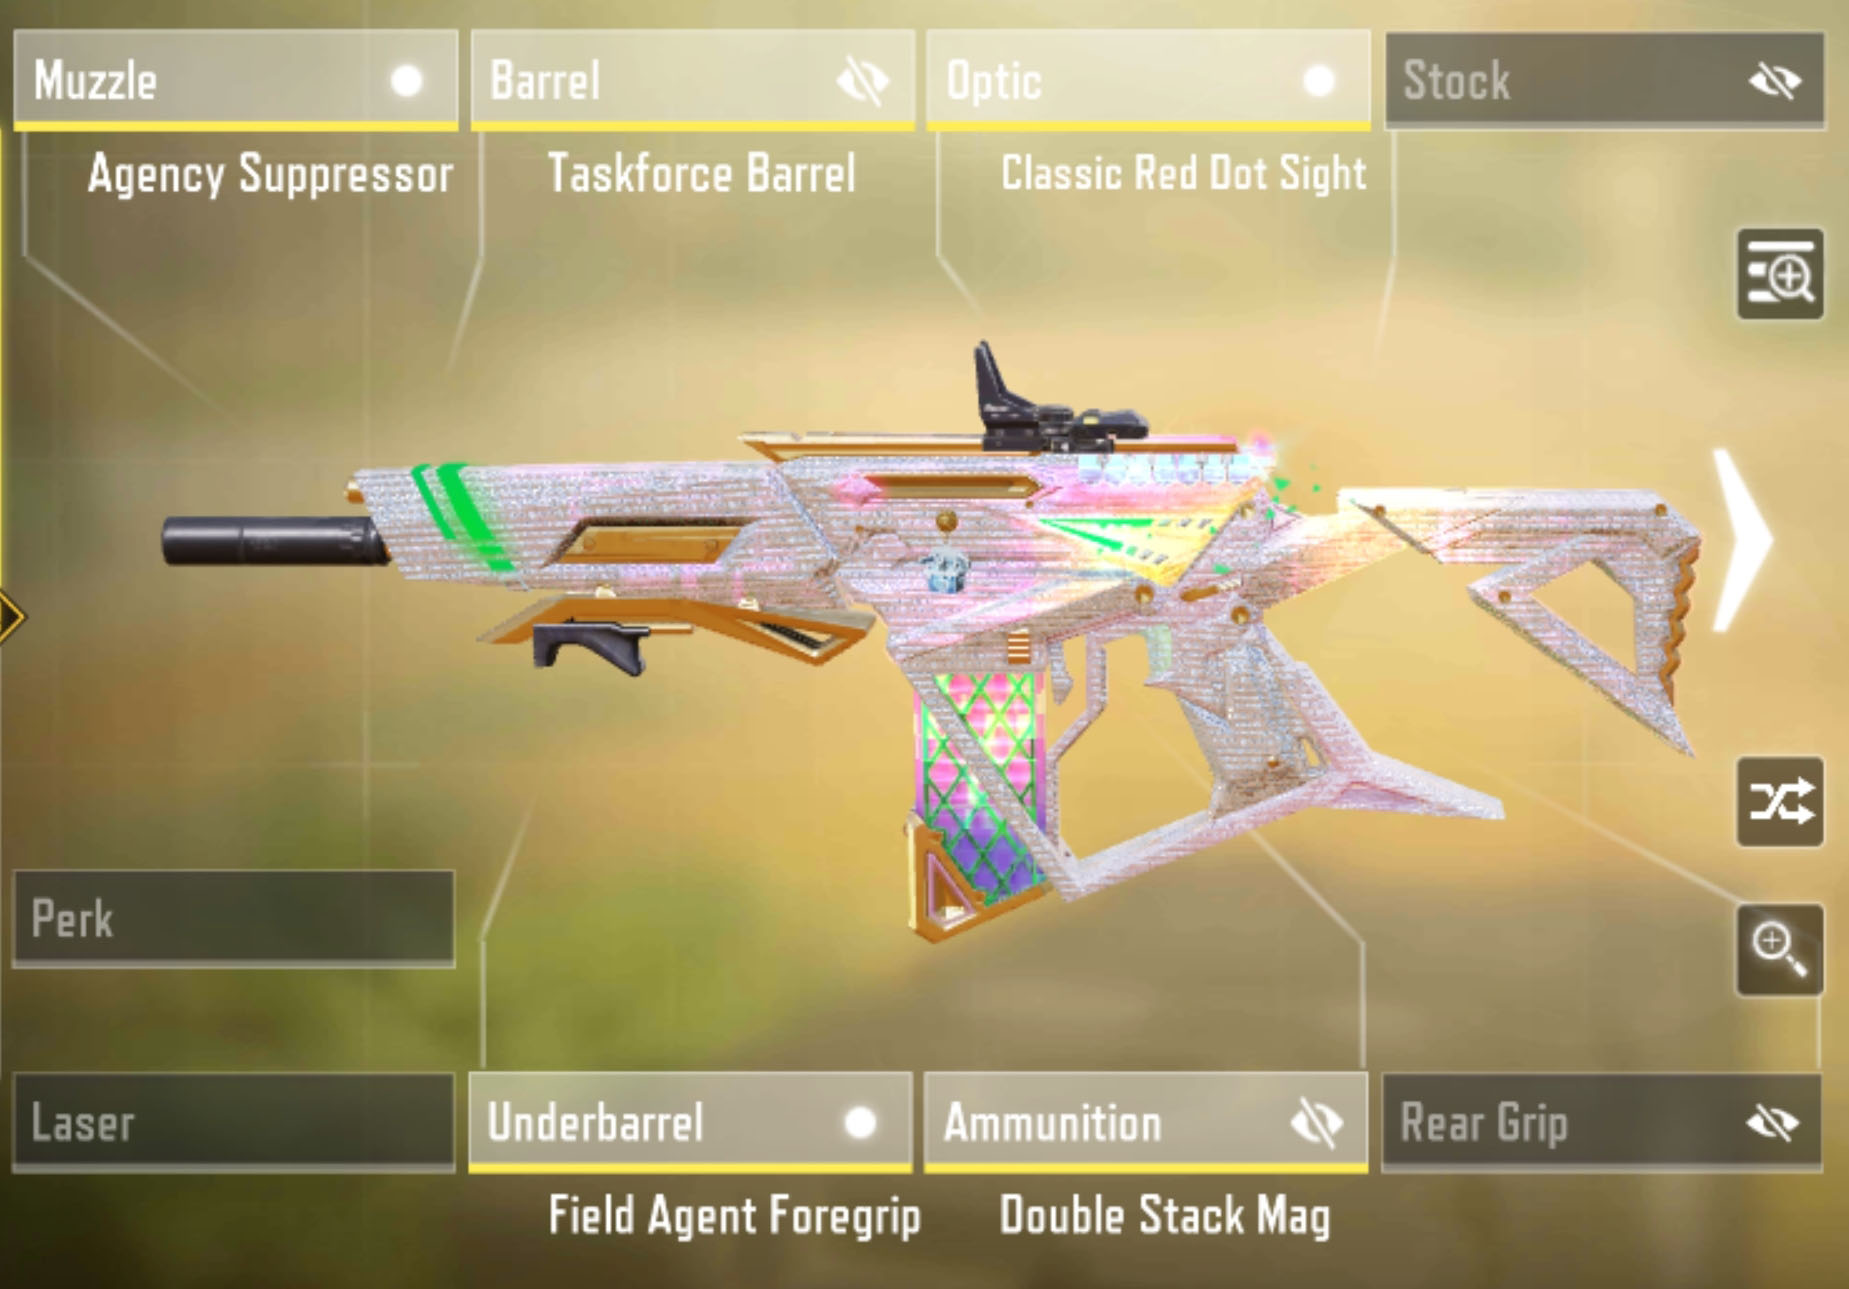 Muzzle
Barrel
Optic
Stock
Agency Suppressor
Taskforce Barrel
Classic Red Dot Sight
Perk
Laser
Underbarrel
Ammunition
Rear Grip
Field Agent Foregrip
Double Stack Mag